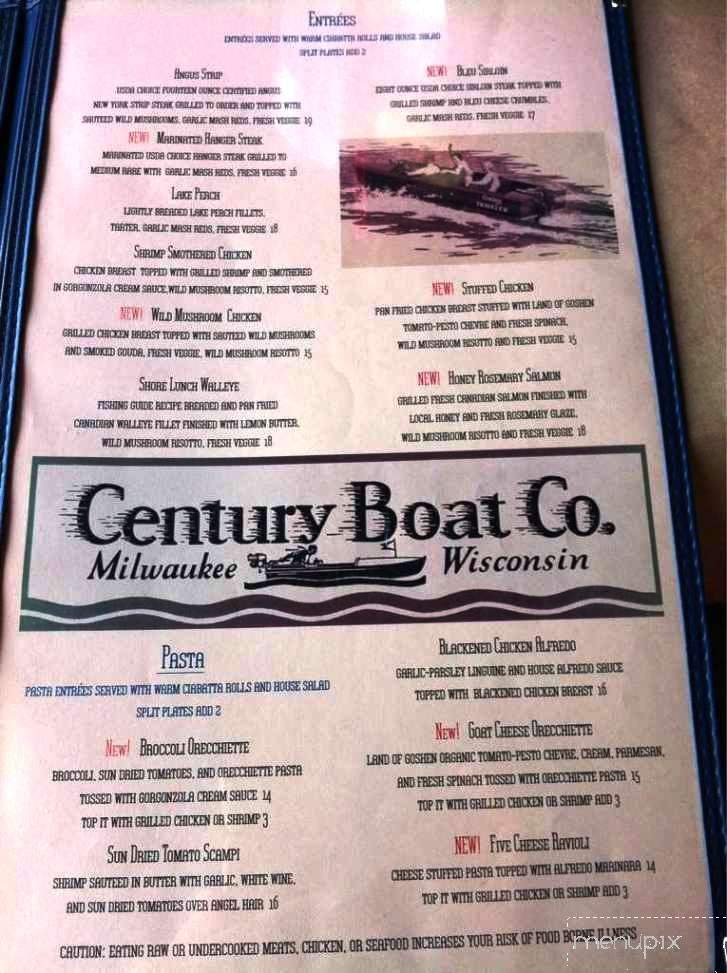 Entrées
Entrées served with warm ciabatta rolls and house salad
split plates add 2
Angus Strip
USDA choice fourteen ounce certified angus
New York strip steak grilled to order and topped with
sauteed wild mushrooms, garlic mash reds, fresh veggie 19
NEW! Marinated Hanger Steak
Marinated USDA choice hanger steak grilled to
medium rare with garlic mash reds, fresh veggie 16
Lake Perch
Lightly breaded lake perch fillets,
tarter, garlic mash reds, fresh veggie 18
Shrimp Smothered Chicken
Chicken breast topped with grilled shrimp and smothered
in gorgonzola cream sauce, wild mushroom risotto, fresh veggie 15
NEW! Wild Mushroom Chicken
Grilled chicken breast topped with sauteed wild mushrooms
and smoked gouda, fresh veggie, wild mushroom risotto 15
Shore Lunch Walleye
Fishing guide recipe breaded and pan fried
Canadian walleye fillet finished with lemon butter,
wild mushroom risotto, fresh veggie 18
NEW! Bleu Sirloin
Eight ounce USDA choice sirloin steak topped with
grilled shrimp and bleu cheese crumbles,
garlic mash reds, fresh veggie 17
NEW! Stuffed Chicken
Pan fried chicken breast stuffed with Land of Goshen
tomato-pesto chevre and fresh spinach,
wild mushroom risotto and fresh veggie 15
NEW! Honey Rosemary Salmon
Grilled fresh Canadian salmon finished with
local honey and fresh rosemary glaze,
wild mushroom risotto and fresh veggie 18
Century Boat Co.
Milwaukee Wisconsin
Pasta
Pasta entrées served with warm ciabatta rolls and house salad
split plates add 2
New! Broccoli Orecchiette
Broccoli, sun dried tomatoes, and orecchiette pasta
tossed with gorgonzola cream sauce 14
Top it with grilled chicken or shrimp 3
Sun Dried Tomato Scampi
Shrimp sauteed in butter with garlic, white wine,
and sun dried tomatoes over angel hair 16
Blackened Chicken Alfredo
Garlic-parsley linguine and house alfredo sauce
topped with blackened chicken breast 16
New! Goat Cheese Orecchiette
Land of Goshen organic tomato-pesto chevre, cream, parmesan,
and fresh spinach tossed with orecchiette pasta 15
Top it with grilled chicken or shrimp add 3
NEW! Five Cheese Ravioli
Cheese stuffed pasta topped with alfredo marinara 14
Top it with grilled chicken or shrimp add 3
CAUTION: EATING RAW OR UNDERCOOKED MEATS, CHICKEN, OR SEAFOOD INCREASES YOUR RISK OF FOOD BORNE ILLNESS
menupix